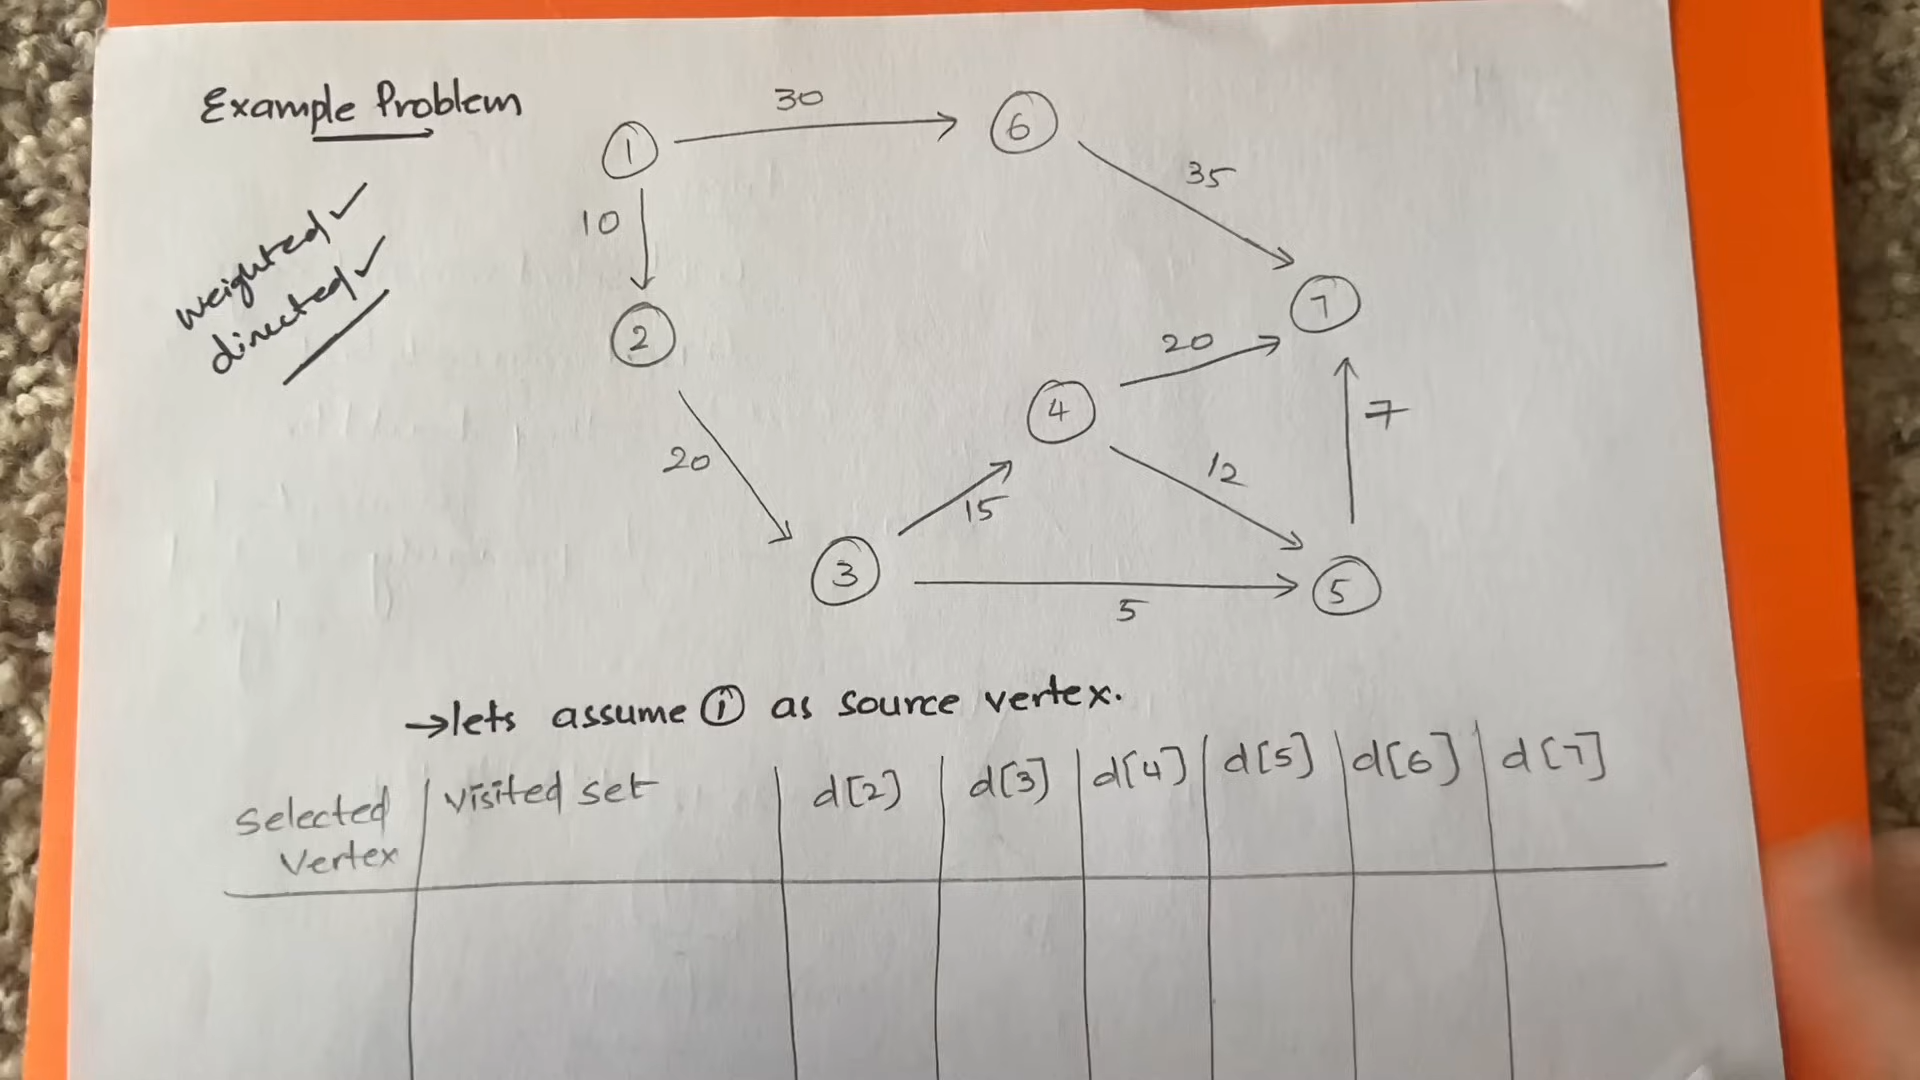 Example Problem
weighted ✓
directed ✓
1
30
6
35
10
2
7
20
4
20
7
12
15
3
5
5
→lets assume ① as source vertex.
Selected Vertex
visited set
d[2]
d[3]
d[4]
d[5]
d[6]
d[7]